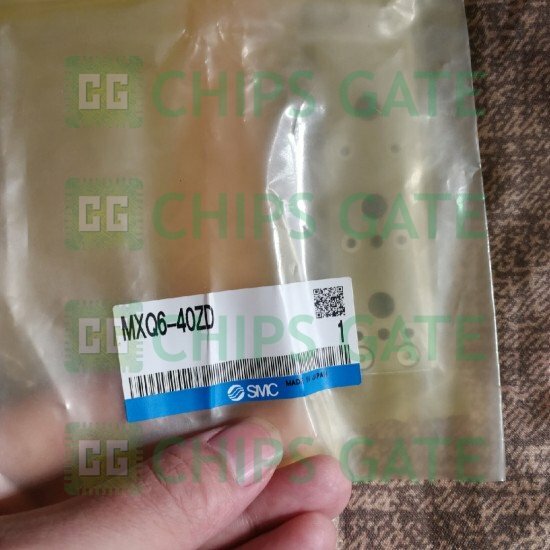 CG CHIPS GATE
CG CHIPS GATE
CG CHIPS GATE
MXQ6-40ZD
1
SMC MADE IN JAPAN
CG CHIPS GATE